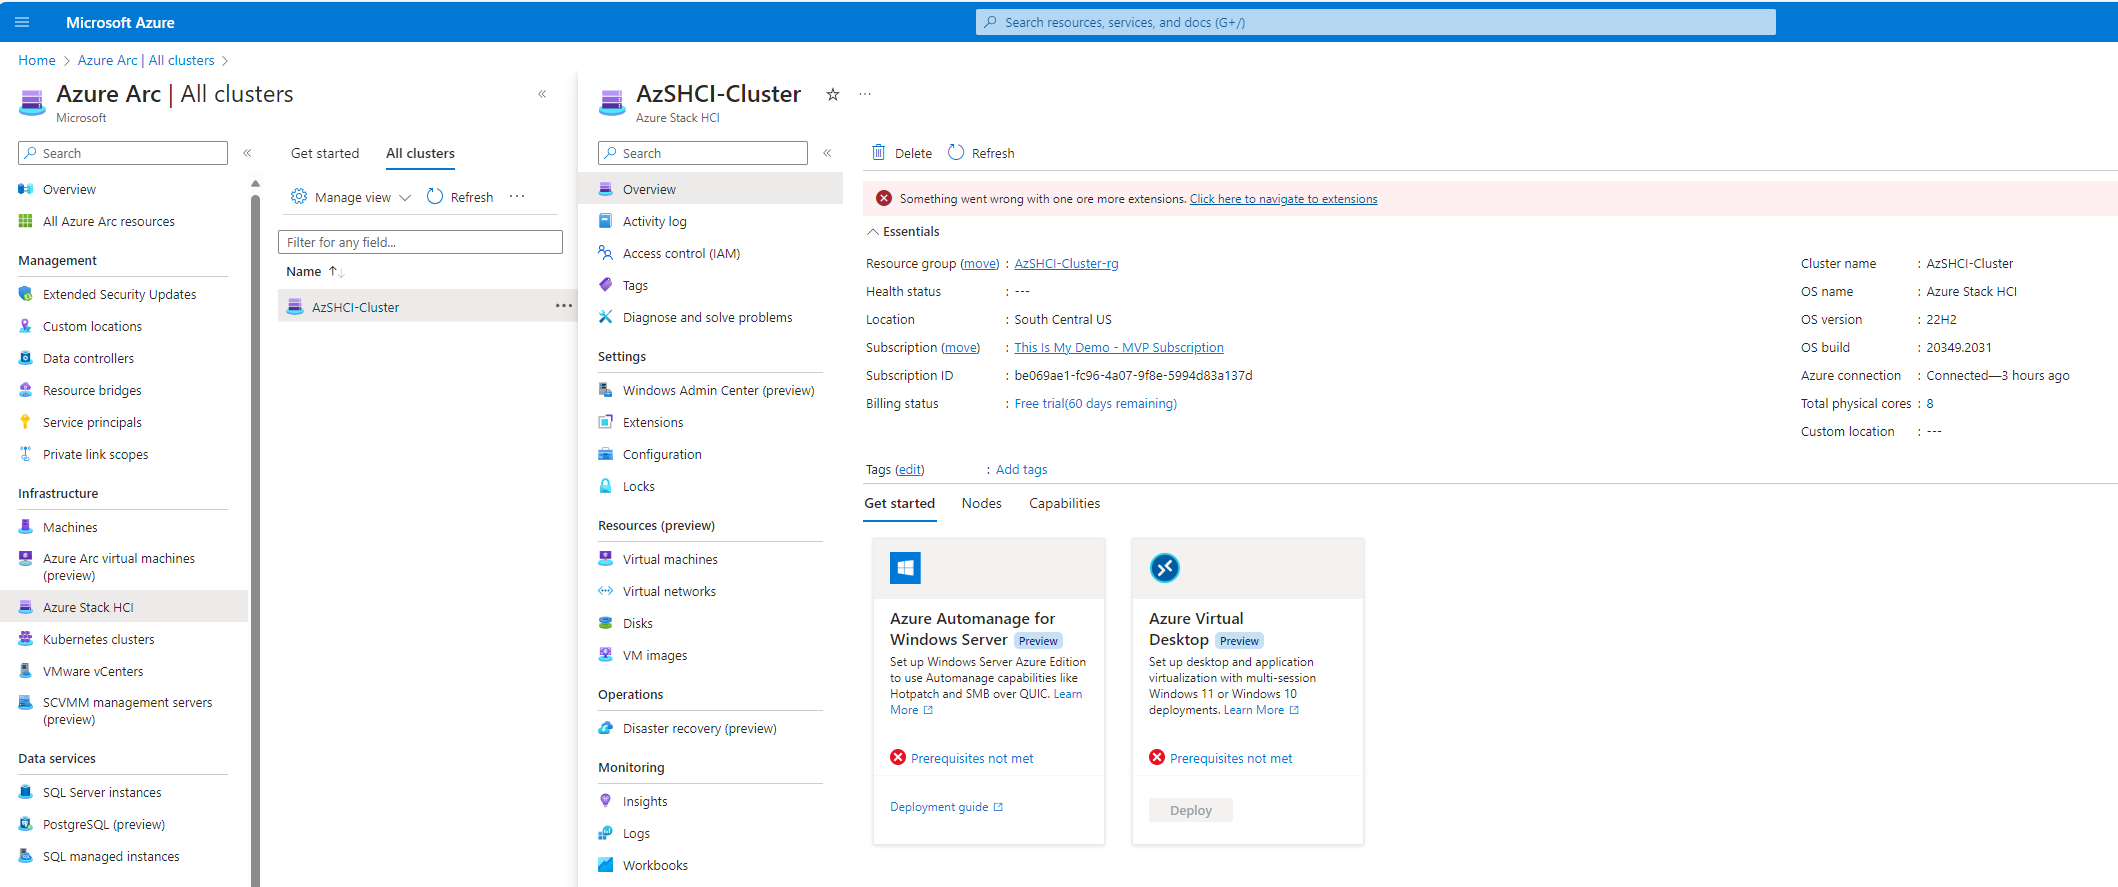 Microsoft Azure
Search resources, services, and docs (G+/)
Home > Azure Arc | All clusters >
Azure Arc | All clusters
Microsoft
Search
Overview
All Azure Arc resources
Management
Extended Security Updates
Custom locations
Data controllers
Resource bridges
Service principals
Private link scopes
Infrastructure
Machines
Azure Arc virtual machines
(preview)
Azure Stack HCI
Kubernetes clusters
VMware vCenters
SCVMM management servers
(preview)
Data services
SQL Server instances
PostgreSQL (preview)
SQL managed instances
Get started All clusters
Manage view Refresh ...
Filter for any field...
Name
AzSHCI-Cluster ...
AzSHCI-Cluster ...
Azure Stack HCI
Search
Overview
Activity log
Access control (IAM)
Tags
Diagnose and solve problems
Settings
Windows Admin Center (preview)
Extensions
Configuration
Locks
Resources (preview)
Virtual machines
Virtual networks
Disks
VM images
Operations
Disaster recovery (preview)
Monitoring
Insights
Logs
Workbooks
Delete Refresh
Something went wrong with one ore more extensions. Click here to navigate to extensions
Essentials
Resource group (move) : AzSHCI-Cluster-rg
Health status : ---
Location : South Central US
Subscription (move) : This Is My Demo - MVP Subscription
Subscription ID : be069ae1-fc96-4a07-9f8e-5994d83a137d
Billing status : Free trial(60 days remaining)
Cluster name : AzSHCI-Cluster
OS name : Azure Stack HCI
OS version : 22H2
OS build : 20349.2031
Azure connection : Connected—3 hours ago
Total physical cores : 8
Custom location : ---
Tags (edit) : Add tags
Get started Nodes Capabilities
Azure Automanage for
Windows Server Preview
Set up Windows Server Azure Edition
to use Automanage capabilities like
Hotpatch and SMB over QUIC. Learn
More
Prerequisites not met
Deployment guide
Azure Virtual
Desktop Preview
Set up desktop and application
virtualization with multi-session
Windows 11 or Windows 10
deployments. Learn More
Prerequisites not met
Deploy